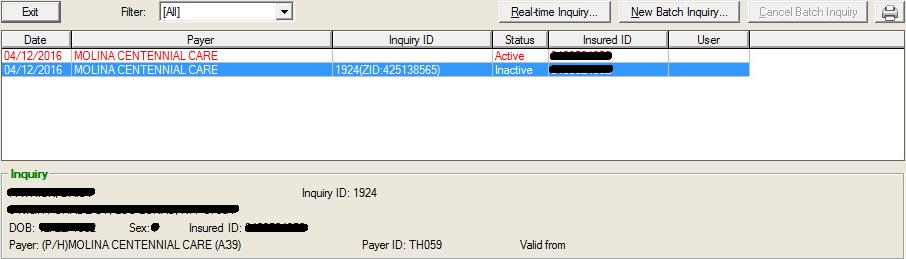 Exit Filter: [All] Real-time Inquiry... New Batch Inquiry... Cancel Batch Inquiry
Date Payer Inquiry ID Status Insured ID User
04/12/2016 MOLINA CENTENNIAL CARE Active
04/12/2016 MOLINA CENTENNIAL CARE 1924(ZID:425138565) Inactive
Inquiry
Inquiry ID: 1924
DOB: Sex: Insured ID:
Payer: (P/H)MOLINA CENTENNIAL CARE (A39) Payer ID: TH059 Valid from